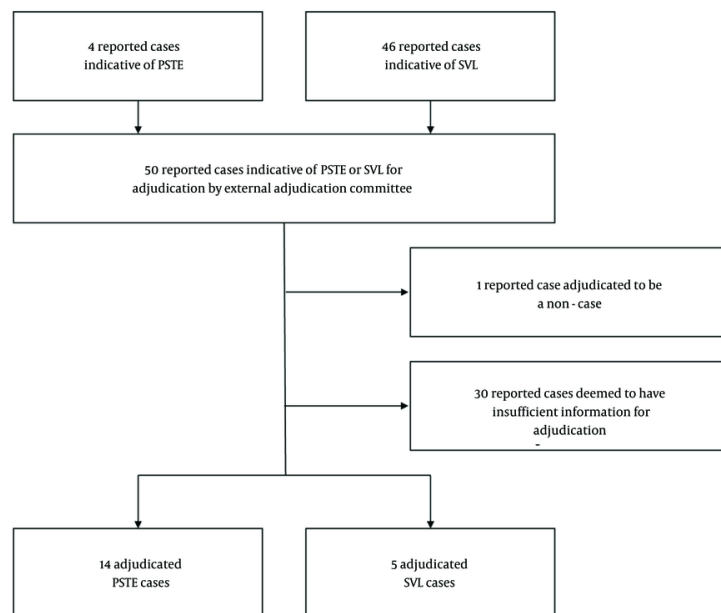 4 reported cases
indicative of PSTE
46 reported cases
indicative of SVL
50 reported cases indicative of PSTE or SVL for
adjudication by external adjudication committee
1 reported case adjudicated to be
a non - case
30 reported cases deemed to have
insufficient information for
adjudication
-
14 adjudicated
PSTE cases
5 adjudicated
SVL cases